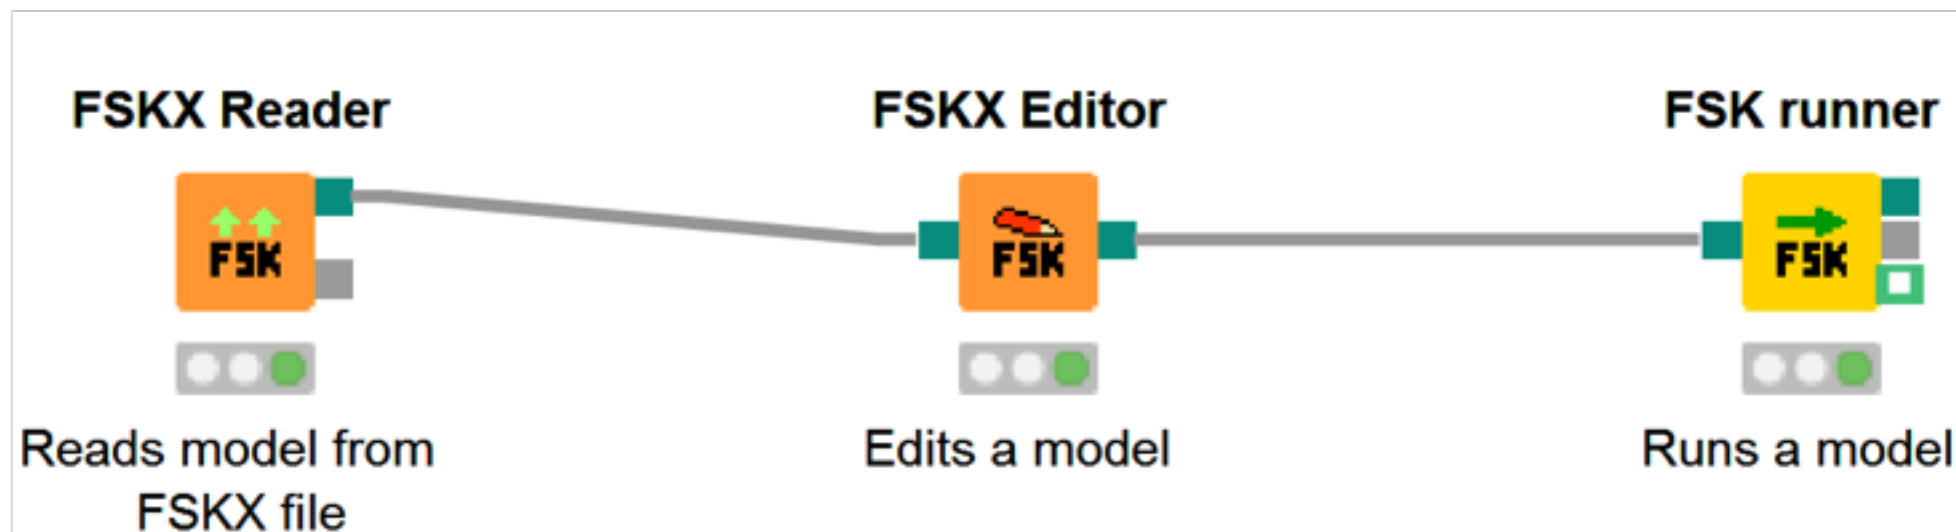 FSKX Reader
FSKX Editor
FSK runner
FSK
FSK
FSK
Reads model from
FSKX file
Edits a model
Runs a model